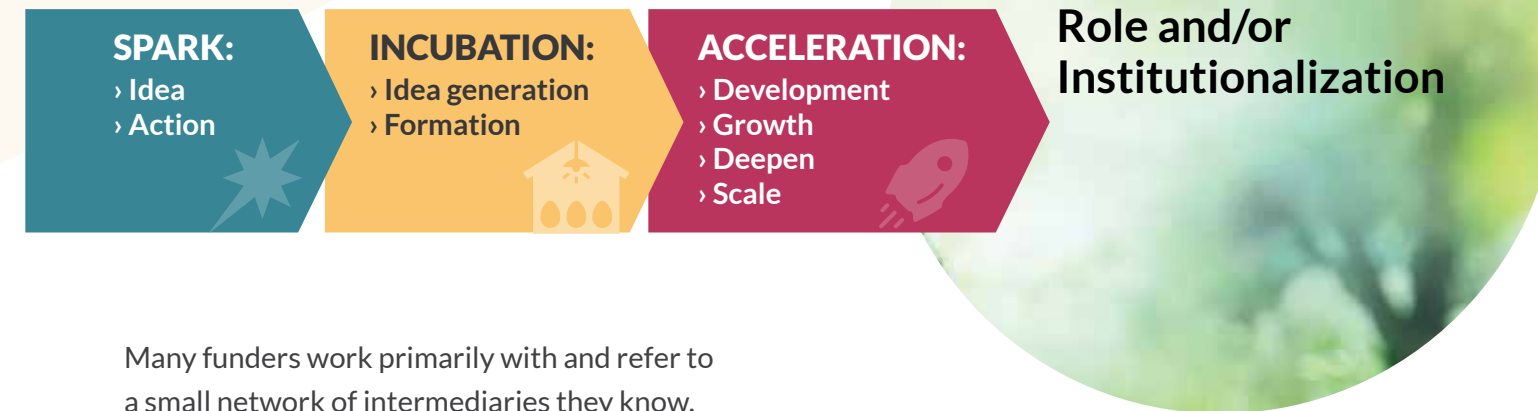 SPARK:
› Idea
› Action
INCUBATION:
› Idea generation
› Formation
ACCELERATION:
› Development
› Growth
› Deepen
› Scale
Role and/or
Institutionalization
Many funders work primarily with and refer to
a small network of intermediaries they know.